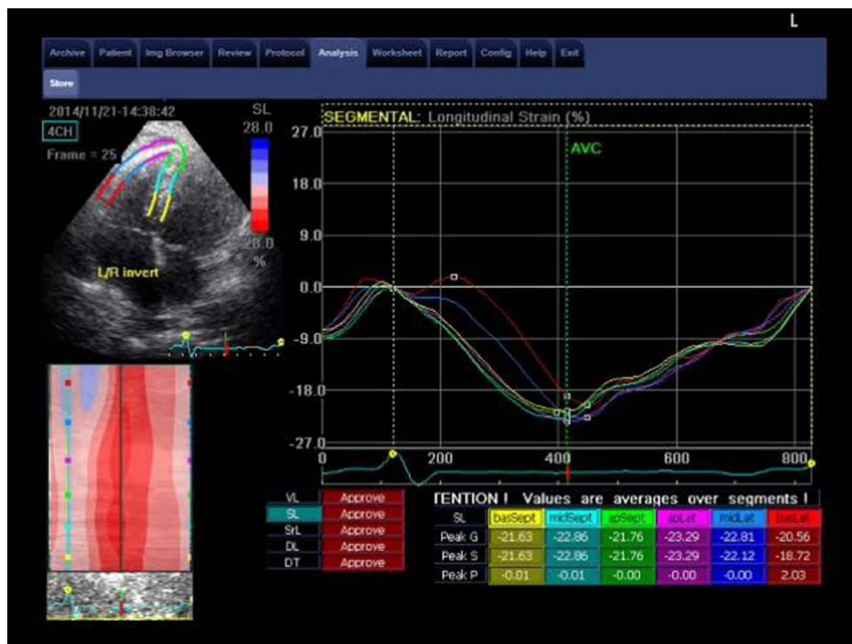 L
Archive Patient Img Browser Review Protocol Analysis Worksheet Report Config Help Exit
Store
2014/11/21-14:38:42
SL
4CH
28.0
Frame = 25
28.0
%
L/R invert
SEGMENTAL: Longitudinal Strain (%)
AVC
27.0
18.0
9.0
0.0
-9.0
-18.0
-27.0
0 200 400 600 800
VL Approve
SL Approve
SrL Approve
DL Approve
DT Approve
TENTION ! Values are averages over segments !
SL basSept midSept apSept apLat midLat basLat
Peak G -21.63 -22.86 -21.76 -23.29 -22.81 -20.56
Peak S -21.63 -22.86 -21.76 -23.29 -22.12 -18.72
Peak P -0.01 -0.01 -0.00 -0.00 -0.00 2.03